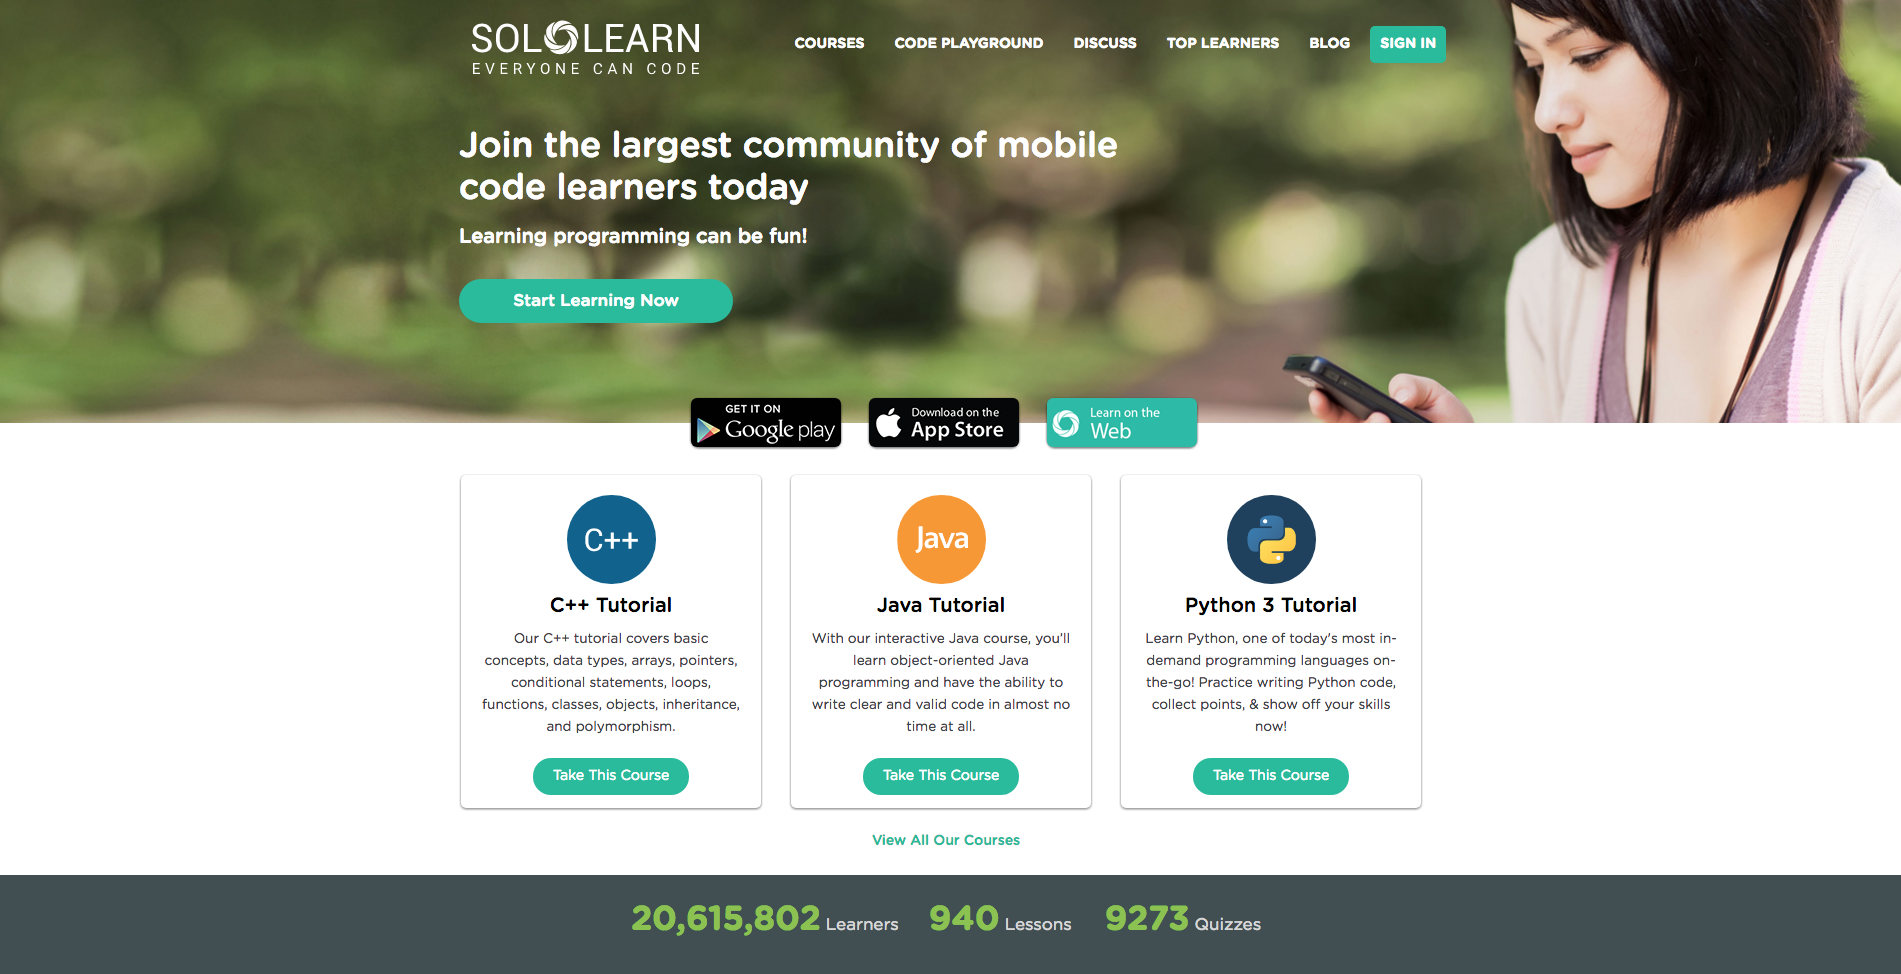 SOLOLEARN
EVERYONE CAN CODE
COURSES
CODE PLAYGROUND
DISCUSS
TOP LEARNERS
BLOG
SIGN IN
Join the largest community of mobile
code learners today
Learning programming can be fun!
Start Learning Now
GET IT ON
Google play
Download on the
App Store
Learn on the
Web
C++
C++ Tutorial
Our C++ tutorial covers basic
concepts, data types, arrays, pointers,
conditional statements, loops,
functions, classes, objects, inheritance,
and polymorphism.
Take This Course
Java
Java Tutorial
With our interactive Java course, you'll
learn object-oriented Java
programming and have the ability to
write clear and valid code in almost no
time at all.
Take This Course
Python 3 Tutorial
Learn Python, one of today's most in-
demand programming languages on-
the-go! Practice writing Python code,
collect points, & show off your skills
now!
Take This Course
View All Our Courses
20,615,802 Learners
940 Lessons
9273 Quizzes